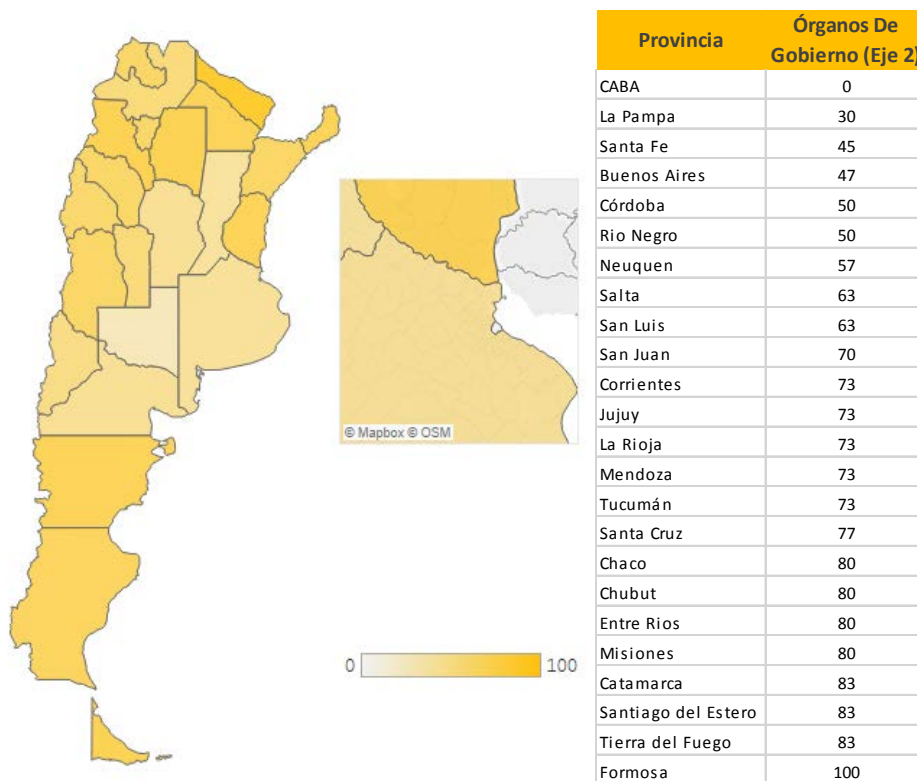 © Mapbox © OSM
0 100
Provincia Órganos De Gobierno (Eje 2)
CABA 0
La Pampa 30
Santa Fe 45
Buenos Aires 47
Córdoba 50
Rio Negro 50
Neuquen 57
Salta 63
San Luis 63
San Juan 70
Corrientes 73
Jujuy 73
La Rioja 73
Mendoza 73
Tucumán 73
Santa Cruz 77
Chaco 80
Chubut 80
Entre Rios 80
Misiones 80
Catamarca 83
Santiago del Estero 83
Tierra del Fuego 83
Formosa 100